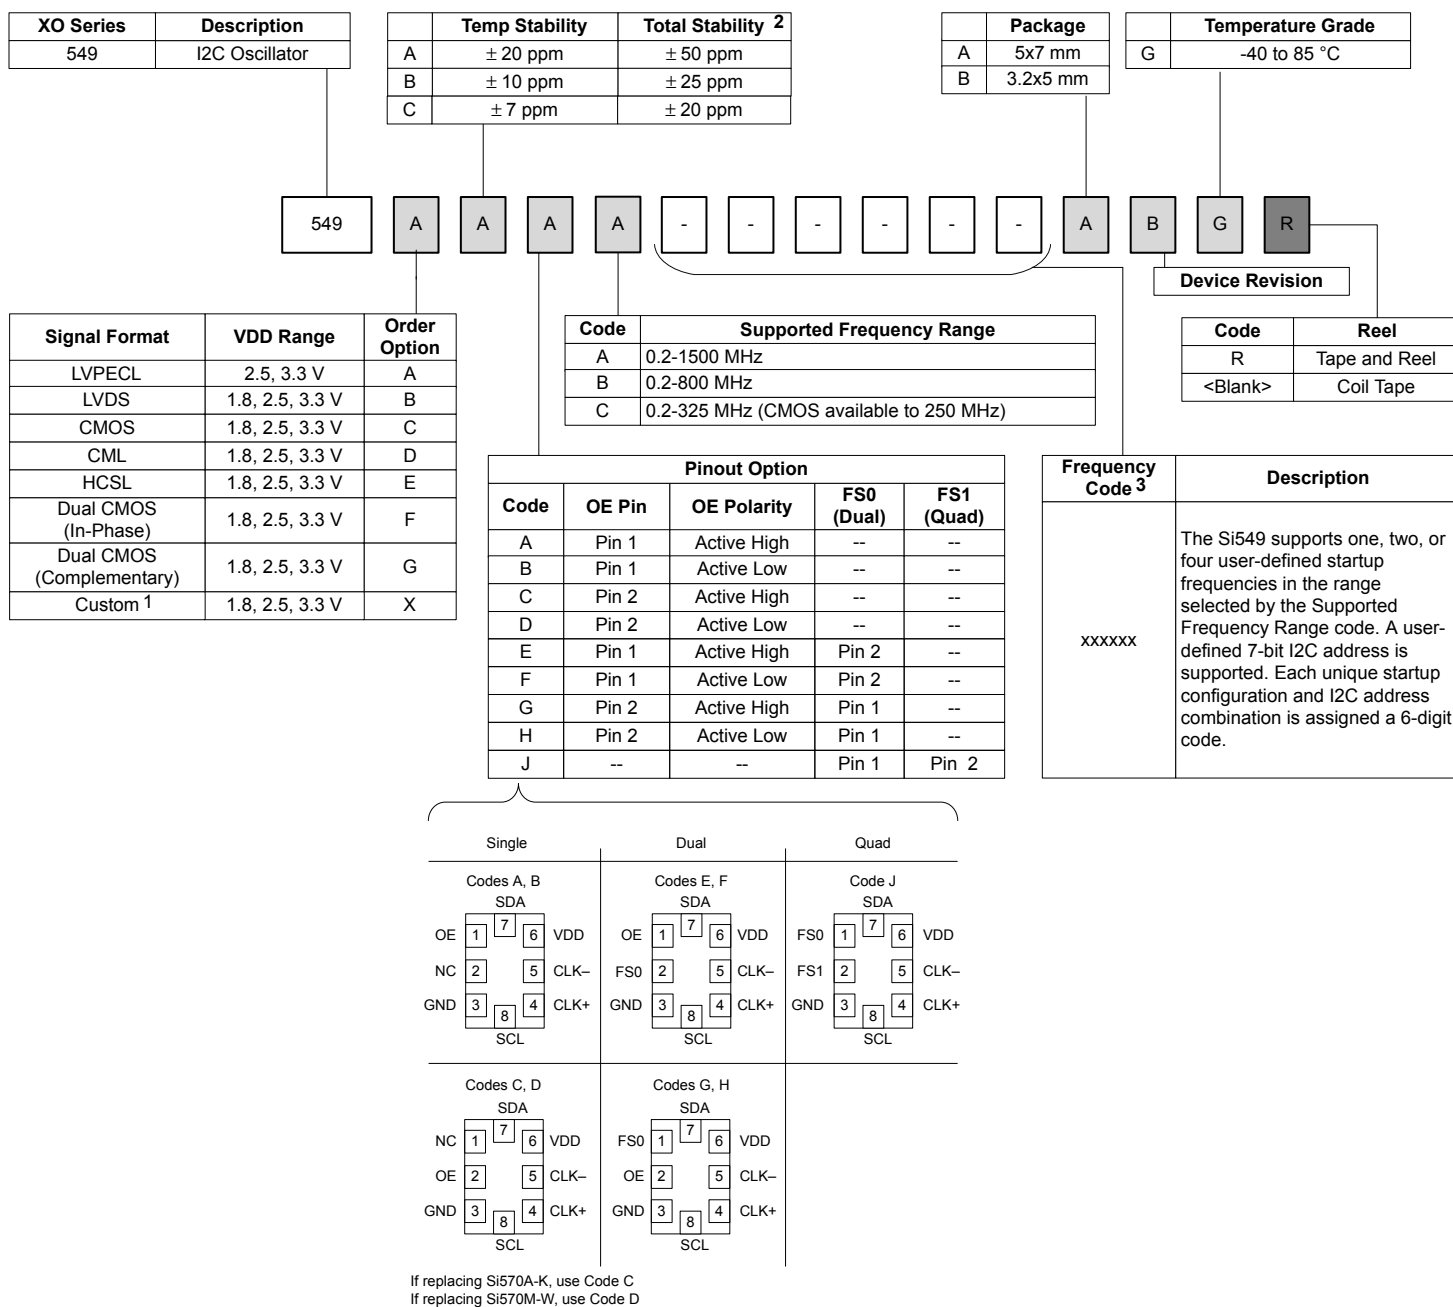 XO Series Description
549 I2C Oscillator
Temp Stability Total Stability 2
A ± 20 ppm ± 50 ppm
B ± 10 ppm ± 25 ppm
C ± 7 ppm ± 20 ppm
Package
A 5x7 mm
B 3.2x5 mm
Temperature Grade
G -40 to 85 °C
549 A A A A - - - - - - A B G R
Device Revision
Signal Format VDD Range Order Option
LVPECL 2.5, 3.3 V A
LVDS 1.8, 2.5, 3.3 V B
CMOS 1.8, 2.5, 3.3 V C
CML 1.8, 2.5, 3.3 V D
HCSL 1.8, 2.5, 3.3 V E
Dual CMOS (In-Phase) 1.8, 2.5, 3.3 V F
Dual CMOS (Complementary) 1.8, 2.5, 3.3 V G
Custom 1 1.8, 2.5, 3.3 V X
Code Supported Frequency Range
A 0.2-1500 MHz
B 0.2-800 MHz
C 0.2-325 MHz (CMOS available to 250 MHz)
Code Reel
R Tape and Reel
<Blank> Coil Tape
Pinout Option
Code OE Pin OE Polarity FS0 (Dual) FS1 (Quad)
A Pin 1 Active High -- --
B Pin 1 Active Low -- --
C Pin 2 Active High -- --
D Pin 2 Active Low -- --
E Pin 1 Active High Pin 2 --
F Pin 1 Active Low Pin 2 --
G Pin 2 Active High Pin 1 --
H Pin 2 Active Low Pin 1 --
J -- -- Pin 1 Pin 2
Frequency Code 3 Description
xxxxxx
The Si549 supports one, two, or
four user-defined startup
frequencies in the range
selected by the Supported
Frequency Range code. A user-
defined 7-bit I2C address is
supported. Each unique startup
configuration and I2C address
combination is assigned a 6-digit
code.
Single Dual Quad
Codes A, B
SDA
OE 1 7 6 VDD
NC 2 5 CLK–
GND 3 8 4 CLK+
SCL
Codes E, F
SDA
OE 1 7 6 VDD
FS0 2 5 CLK–
GND 3 8 4 CLK+
SCL
Code J
SDA
FS0 1 7 6 VDD
FS1 2 5 CLK–
GND 3 8 4 CLK+
SCL
Codes C, D
SDA
NC 1 7 6 VDD
OE 2 5 CLK–
GND 3 8 4 CLK+
SCL
Codes G, H
SDA
FS0 1 7 6 VDD
OE 2 5 CLK–
GND 3 8 4 CLK+
SCL
If replacing Si570A-K, use Code C
If replacing Si570M-W, use Code D